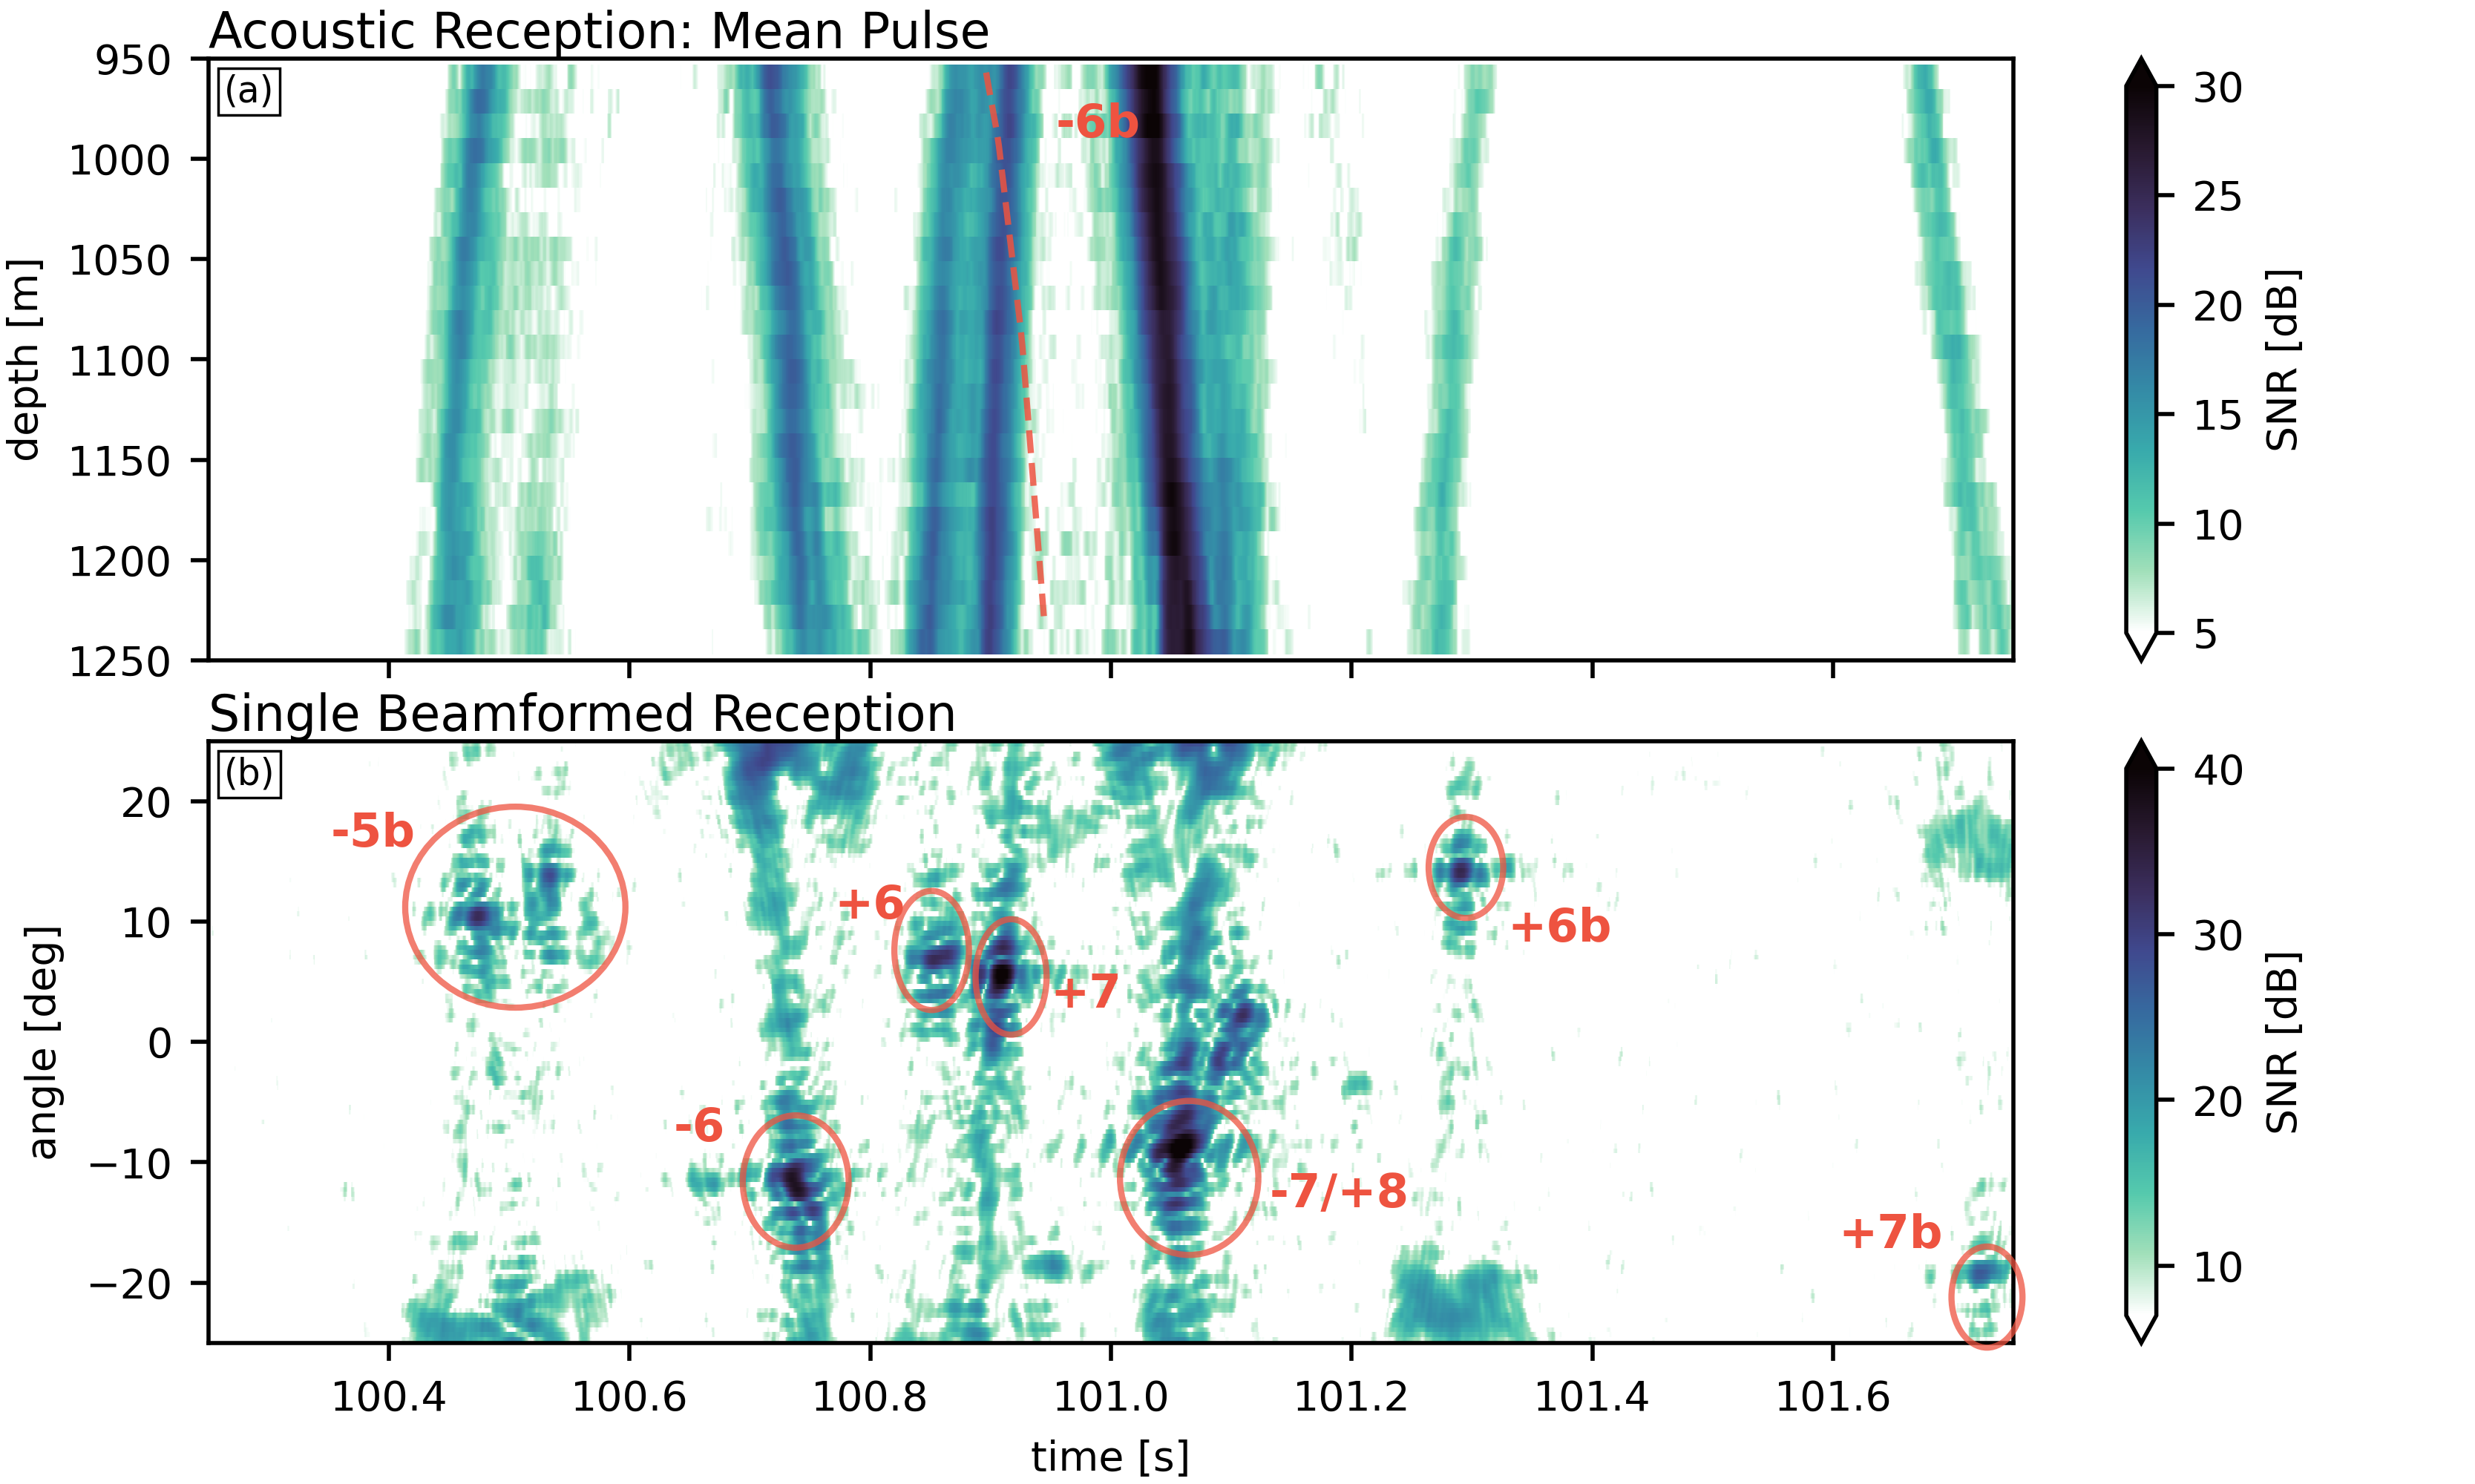 Acoustic Reception: Mean Pulse
(a)
-6b
950
1000
1050
1100
1150
1200
1250
depth [m]
30
25
20
15
10
5
SNR [dB]
Single Beamformed Reception
(b)
-5b
+6
+7
-6
-7/+8
+6b
+7b
20
10
0
−10
−20
angle [deg]
100.4
100.6
100.8
101.0
101.2
101.4
101.6
time [s]
40
30
20
10
SNR [dB]